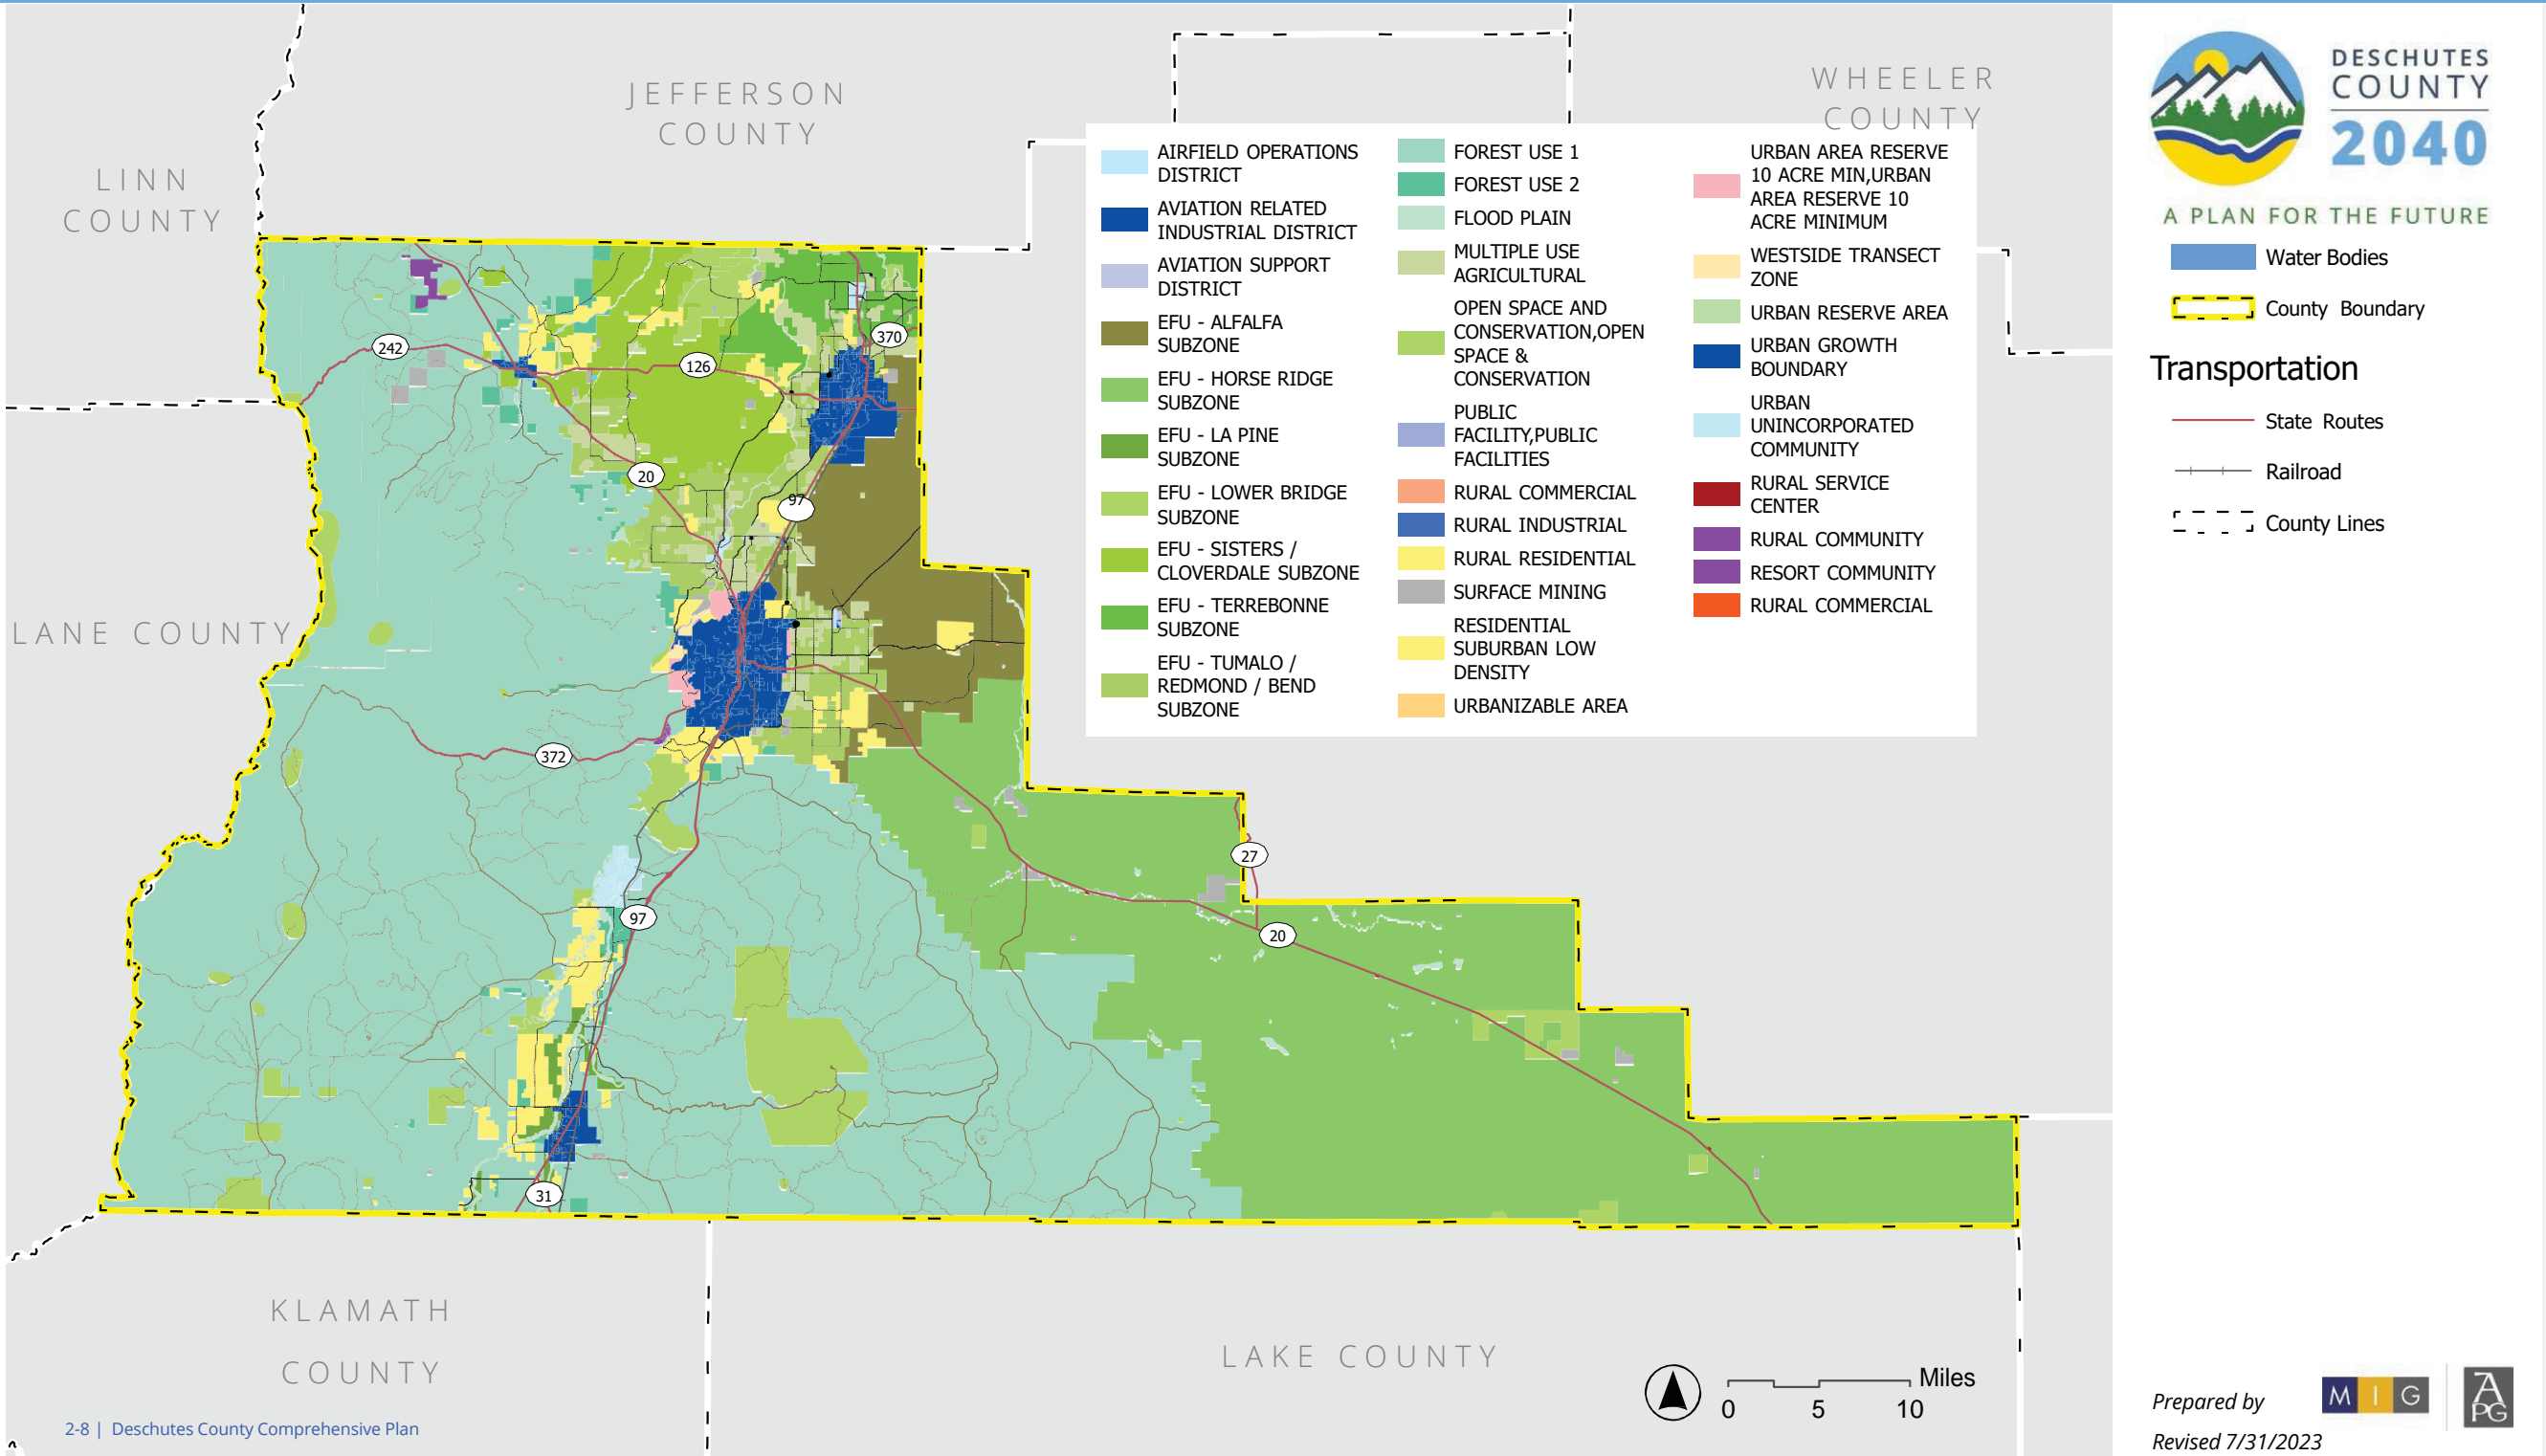 JEFFERSON
COUNTY
WHEELER
COUNTY
LINN
COUNTY
LANE COUNTY
KLAMATH
COUNTY
LAKE COUNTY
242
126
370
20
97
372
97
27
20
31
AIRFIELD OPERATIONS
DISTRICT
AVIATION RELATED
INDUSTRIAL DISTRICT
AVIATION SUPPORT
DISTRICT
EFU - ALFALFA
SUBZONE
EFU - HORSE RIDGE
SUBZONE
EFU - LA PINE
SUBZONE
EFU - LOWER BRIDGE
SUBZONE
EFU - SISTERS /
CLOVERDALE SUBZONE
EFU - TERREBONNE
SUBZONE
EFU - TUMALO /
REDMOND / BEND
SUBZONE
FOREST USE 1
FOREST USE 2
FLOOD PLAIN
MULTIPLE USE
AGRICULTURAL
OPEN SPACE AND
CONSERVATION,OPEN
SPACE &
CONSERVATION
PUBLIC
FACILITY,PUBLIC
FACILITIES
RURAL COMMERCIAL
RURAL INDUSTRIAL
RURAL RESIDENTIAL
SURFACE MINING
RESIDENTIAL
SUBURBAN LOW
DENSITY
URBANIZABLE AREA
URBAN AREA RESERVE
10 ACRE MIN,URBAN
AREA RESERVE 10
ACRE MINIMUM
WESTSIDE TRANSECT
ZONE
URBAN RESERVE AREA
URBAN GROWTH
BOUNDARY
URBAN
UNINCORPORATED
COMMUNITY
RURAL SERVICE
CENTER
RURAL COMMUNITY
RESORT COMMUNITY
RURAL COMMERCIAL
DESCHUTES
COUNTY
2040
A PLAN FOR THE FUTURE
Water Bodies
County Boundary
Transportation
State Routes
Railroad
County Lines
Miles
0 5 10
2-8 | Deschutes County Comprehensive Plan
Prepared by
M I G
A
PG
Revised 7/31/2023